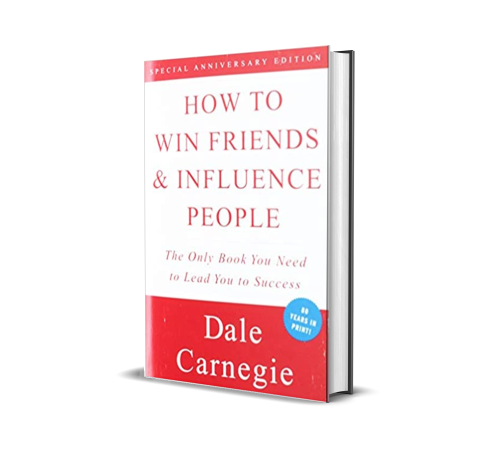 SPECIAL ANNIVERSARY EDITION
HOW TO
WIN FRIENDS
& INFLUENCE
PEOPLE
The Only Book You Need
to Lead You to Success
60
YEARS IN
PRINT!
Dale
Carnegie